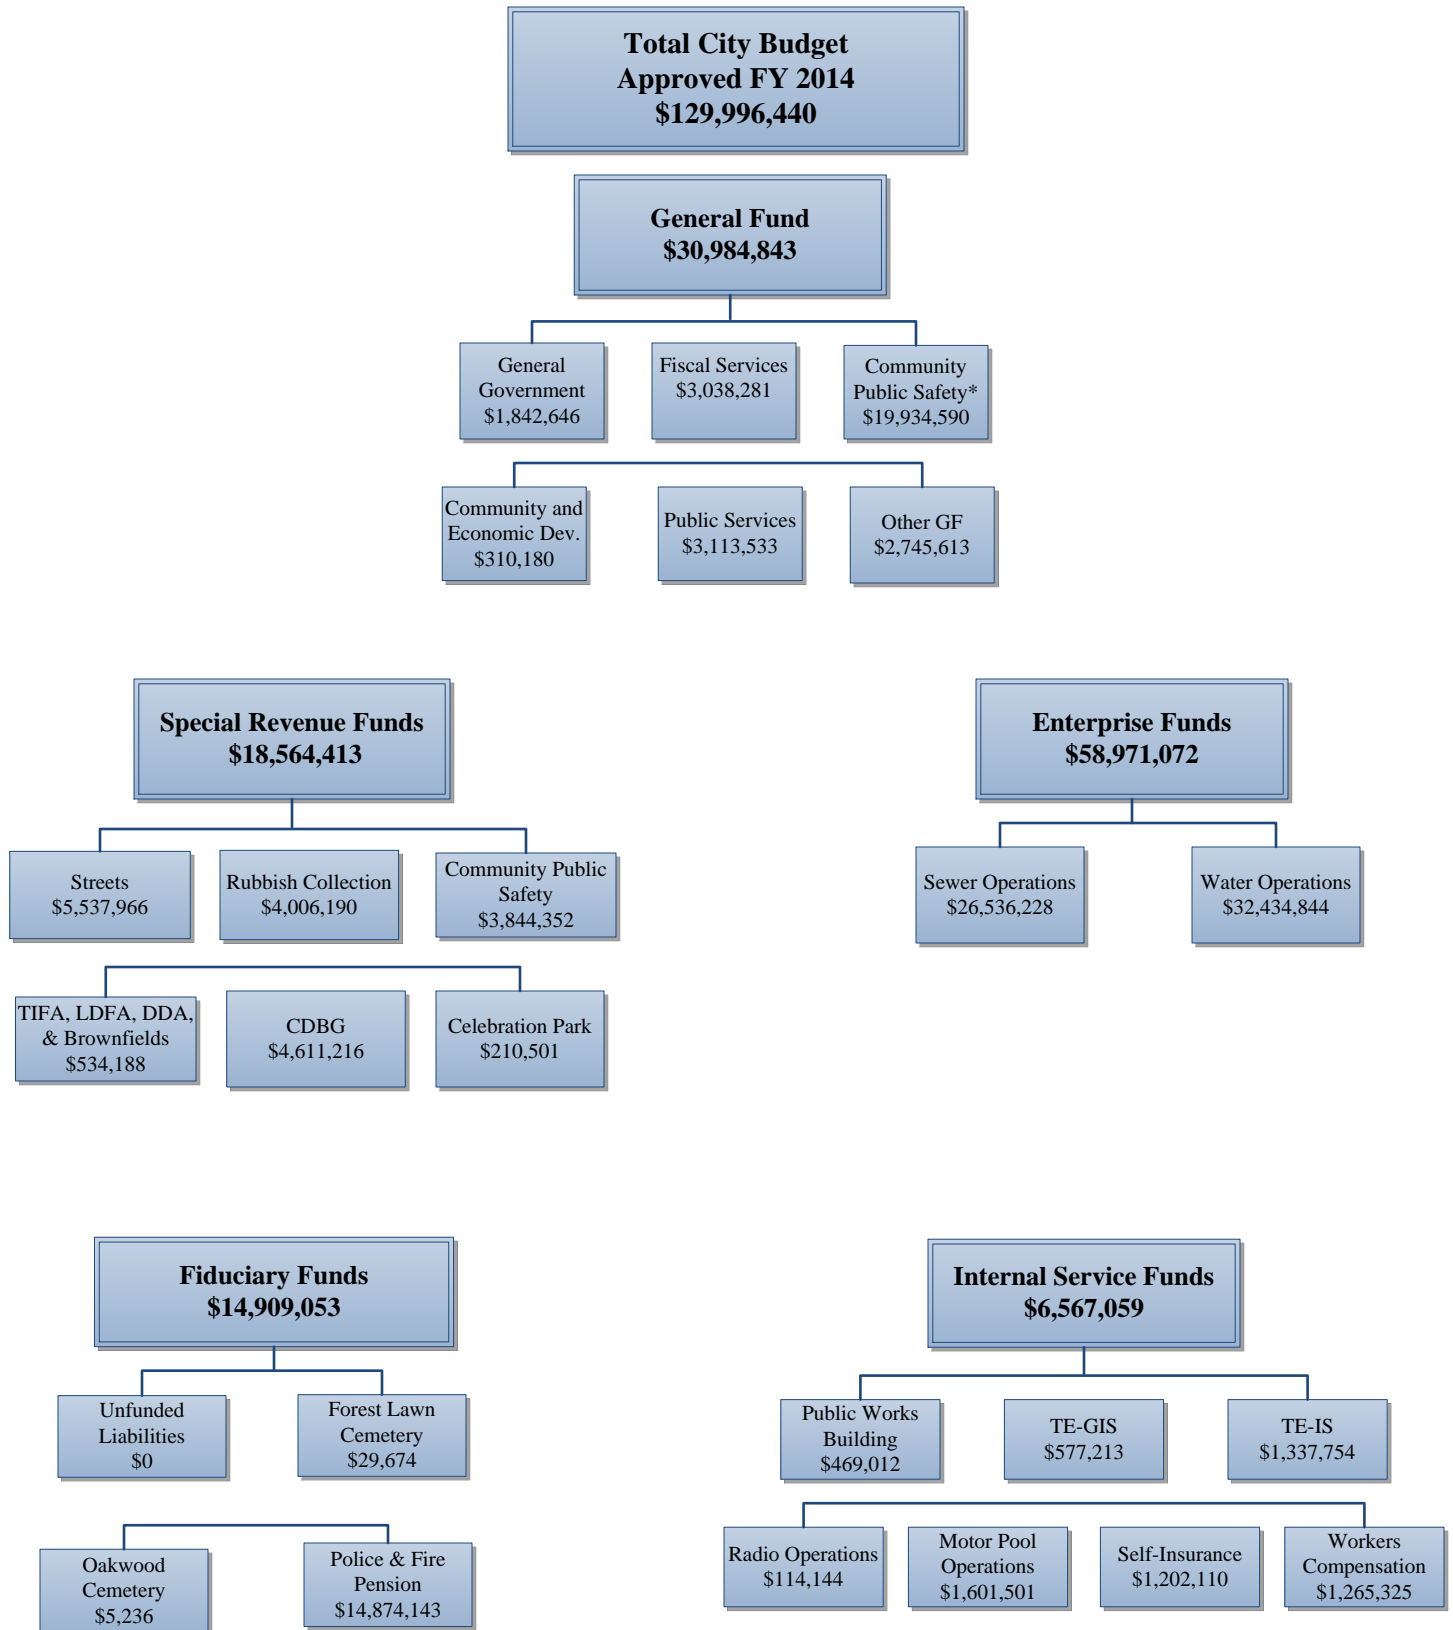 Total City Budget
Approved FY 2014
$129,996,440
General Fund
$30,984,843
General
Government
$1,842,646
Fiscal Services
$3,038,281
Community
Public Safety*
$19,934,590
Community and
Economic Dev.
$310,180
Public Services
$3,113,533
Other GF
$2,745,613
Special Revenue Funds
$18,564,413
Streets
$5,537,966
Rubbish Collection
$4,006,190
Community Public
Safety
$3,844,352
TIFA, LDFA, DDA,
& Brownfields
$534,188
CDBG
$4,611,216
Celebration Park
$210,501
Enterprise Funds
$58,971,072
Sewer Operations
$26,536,228
Water Operations
$32,434,844
Fiduciary Funds
$14,909,053
Unfunded
Liabilities
$0
Forest Lawn
Cemetery
$29,674
Oakwood
Cemetery
$5,236
Police & Fire
Pension
$14,874,143
Internal Service Funds
$6,567,059
Public Works
Building
$469,012
TE-GIS
$577,213
TE-IS
$1,337,754
Radio Operations
$114,144
Motor Pool
Operations
$1,601,501
Self-Insurance
$1,202,110
Workers
Compensation
$1,265,325